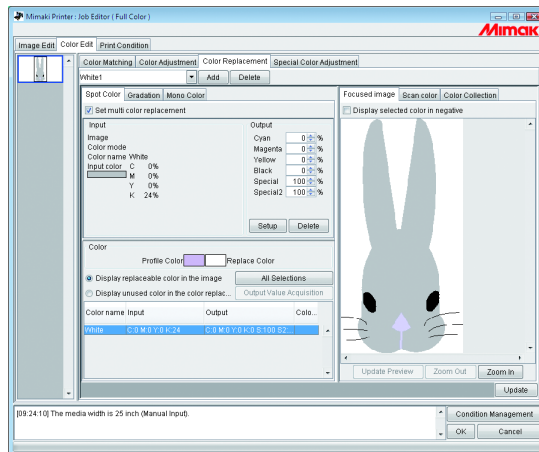 Mimaki Printer : Job Editor ( Full Color )
Mimaki
Image Edit Color Edit Print Condition
Color Matching Color Adjustment Color Replacement Special Color Adjustment
White1 Add Delete
Spot Color Gradation Mono Color
Set multi color replacement
Input
Image
Color mode
Color name White
Input color C 0%
M 0%
Y 0%
K 24%
Output
Cyan 0 %
Magenta 0 %
Yellow 0 %
Black 0 %
Special 100 %
Special2 100 %
Setup Delete
Color
Profile Color Replace Color
Display replaceable color in the image All Selections
Display unused color in the color replac... Output Value Acquisition
Color name Input Output Colo...
White C:0 M:0 Y:0 K:24 C:0 M:0 Y:0 K:0 S:100 S2:...
Focused image Scan color Color Collection
Display selected color in negative
Update Preview Zoom Out Zoom In
Update
[09:24:10] The media width is 25 inch (Manual Input).
Condition Management
OK Cancel